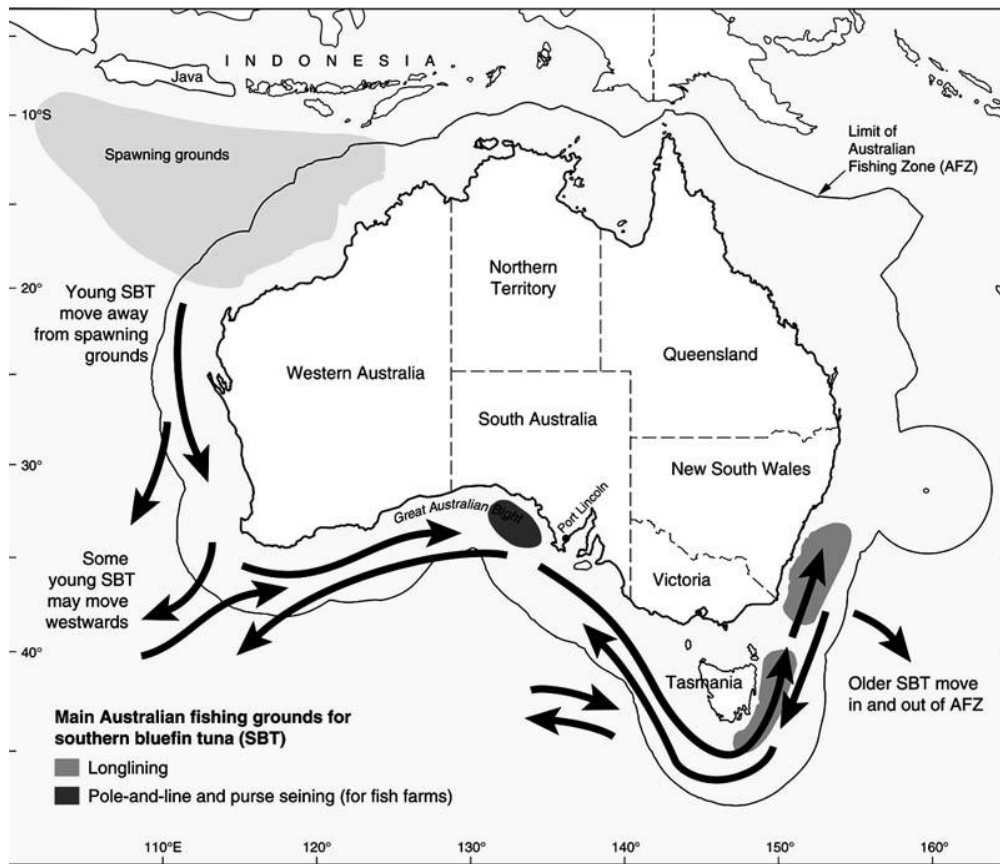 I N D O N E S I A
Java
10°S
Spawning grounds
Limit of
Australian
Fishing Zone (AFZ)
20°
Young SBT
move away
from spawning
grounds
Northern
Territory
Queensland
Western Australia
South Australia
30°
New South Wales
Great Australian Bight
Port Lincoln
Some
young SBT
may move
westwards
Victoria
40°
Tasmania
Older SBT move
in and out of AFZ
Main Australian fishing grounds for
southern bluefin tuna (SBT)
Longlining
Pole-and-line and purse seining (for fish farms)
110°E
120°
130°
140°
150°
160°